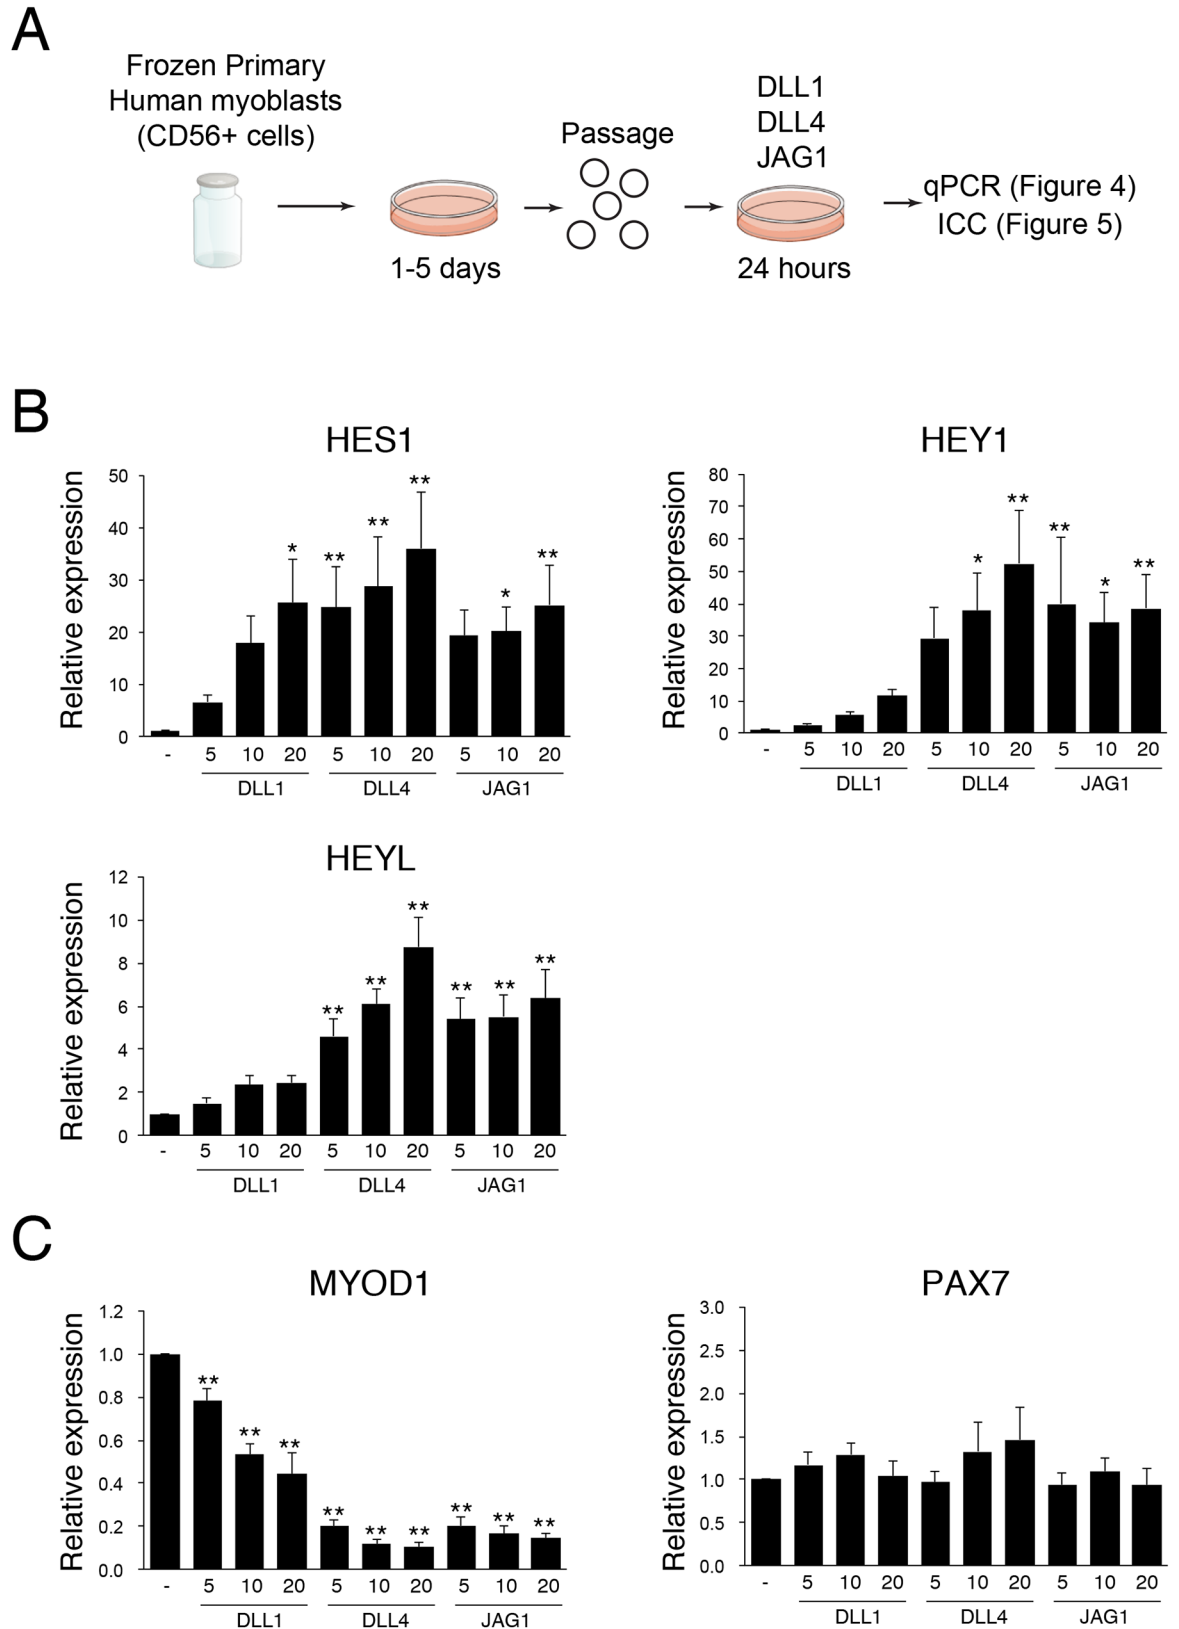 A
Frozen Primary
Human myoblasts
(CD56+ cells)
Passage
DLL1
DLL4
JAG1
qPCR (Figure 4)
ICC (Figure 5)
1-5 days
24 hours
B
HES1
Relative expression
50
40
30
20
10
0
* ** ** ** * **
- 5 10 20 5 10 20 5 10 20
DLL1 DLL4 JAG1
HEY1
Relative expression
80
70
60
50
40
30
20
10
0
* ** ** * **
- 5 10 20 5 10 20 5 10 20
DLL1 DLL4 JAG1
HEYL
Relative expression
12
10
8
6
4
2
0
** ** ** ** ** **
- 5 10 20 5 10 20 5 10 20
DLL1 DLL4 JAG1
C
MYOD1
Relative expression
1.2
1.0
0.8
0.6
0.4
0.2
0.0
** ** ** ** ** ** ** ** **
- 5 10 20 5 10 20 5 10 20
DLL1 DLL4 JAG1
PAX7
Relative expression
3.0
2.5
2.0
1.5
1.0
0.5
0.0
- 5 10 20 5 10 20 5 10 20
DLL1 DLL4 JAG1